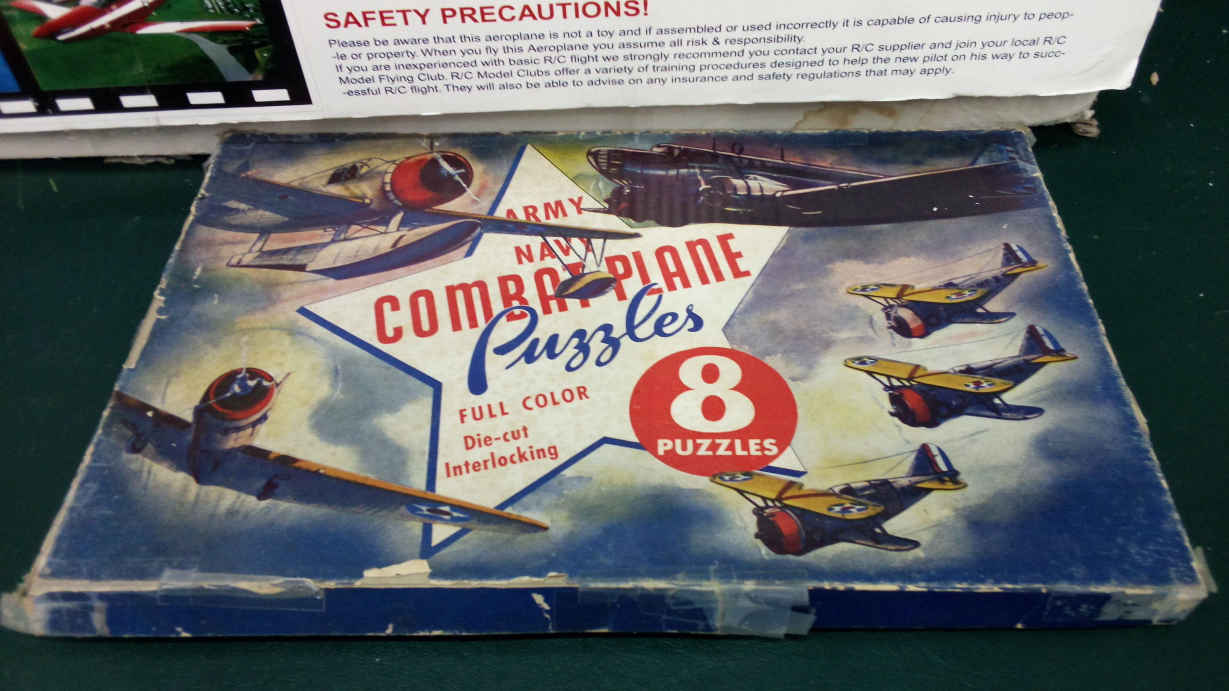 SAFETY PRECAUTIONS!
Please be aware that this aeroplane is not a toy and if assembled or used incorrectly it is capable of causing injury to peop-
-le or property. When you fly this Aeroplane you assume all risk & responsibility.
If you are inexperienced with basic R/C flight we strongly recommend you contact your R/C supplier and join your local R/C
Model Flying Club. R/C Model Clubs offer a variety of training procedures designed to help the new pilot on his way to succ-
-essful R/C flight. They will also be able to advise on any insurance and safety regulations that may apply.
ARMY
NAVY
COMBAT PLANE
Puzzles
FULL COLOR
Die-cut
Interlocking
8
PUZZLES